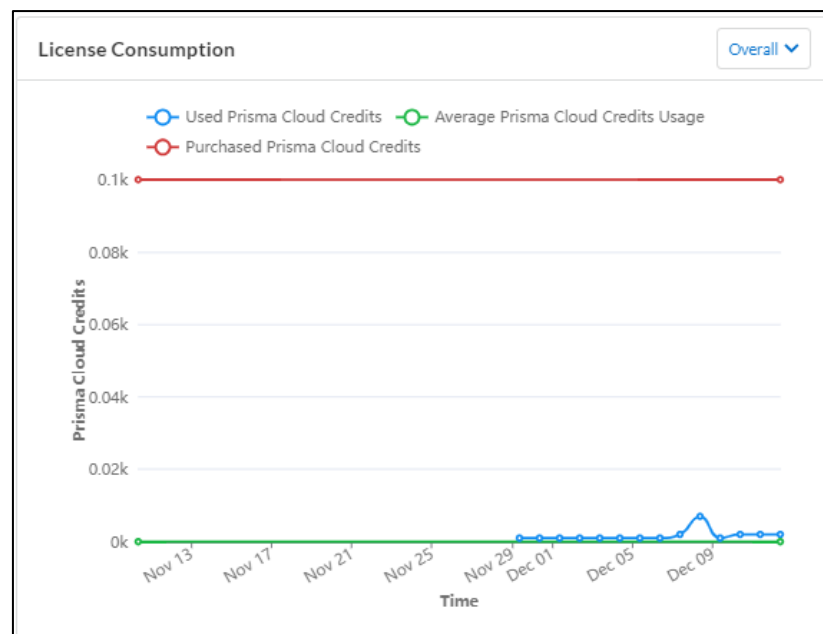 License Consumption
Overall
Used Prisma Cloud Credits
Average Prisma Cloud Credits Usage
Purchased Prisma Cloud Credits
0.1k
0.08k
0.06k
0.04k
0.02k
0k
Prisma Cloud Credits
Nov 13
Nov 17
Nov 21
Nov 25
Nov 29
Dec 01
Dec 05
Dec 09
Time